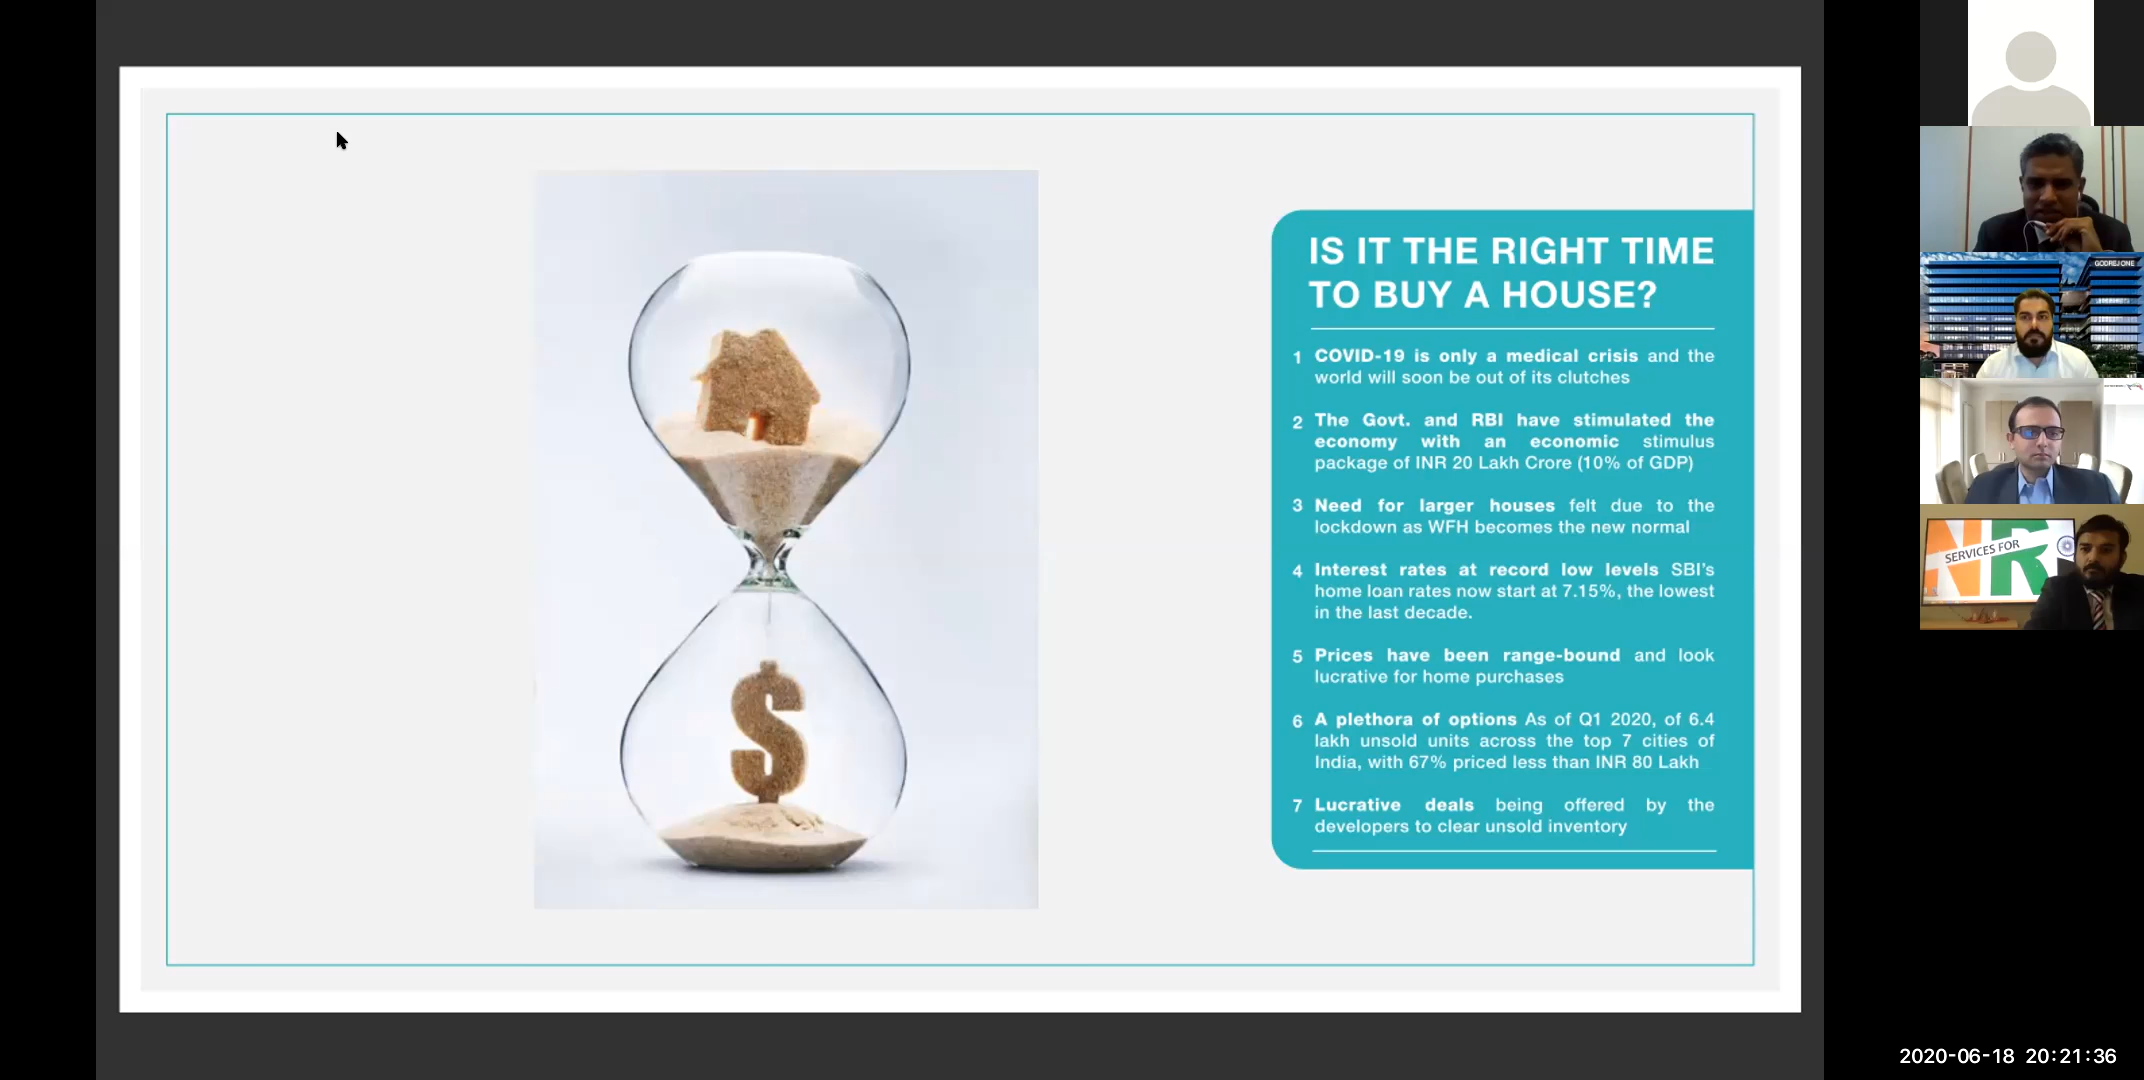 IS IT THE RIGHT TIME
TO BUY A HOUSE?
1 COVID-19 is only a medical crisis and the
world will soon be out of its clutches
2 The Govt. and RBI have stimulated the
economy with an economic stimulus
package of INR 20 Lakh Crore (10% of GDP)
3 Need for larger houses felt due to the
lockdown as WFH becomes the new normal
4 Interest rates at record low levels SBI's
home loan rates now start at 7.15%, the lowest
in the last decade.
5 Prices have been range-bound and look
lucrative for home purchases
6 A plethora of options As of Q1 2020, of 6.4
lakh unsold units across the top 7 cities of
India, with 67% priced less than INR 80 Lakh
7 Lucrative deals being offered by the
developers to clear unsold inventory
GODREJ ONE
SERVICES FOR
NR
2020-06-18 20:21:36